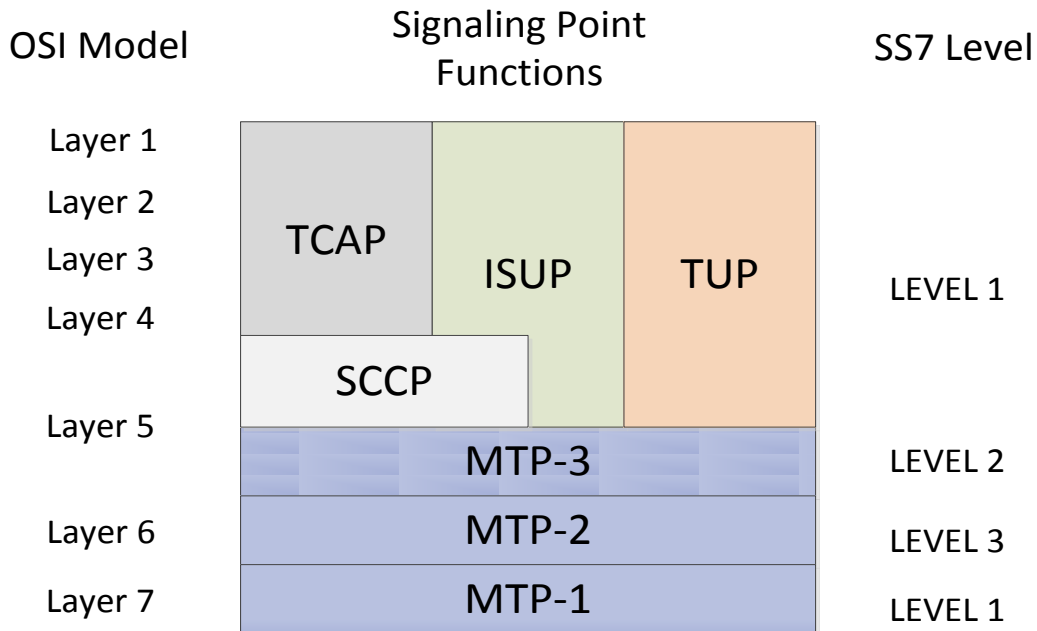 OSI Model
Signaling Point
Functions
SS7 Level
Layer 1
Layer 2
Layer 3
Layer 4
Layer 5
Layer 6
Layer 7
TCAP
ISUP
TUP
SCCP
MTP-3
MTP-2
MTP-1
LEVEL 1
LEVEL 2
LEVEL 3
LEVEL 1